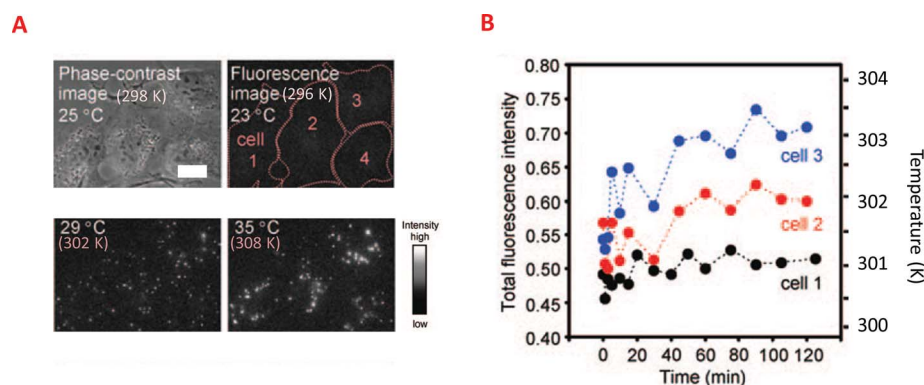 A
Phase-contrast
image (298 K)
25 °C
Fluorescence
image (296 K)
23 °C
cell
1
2
3
4
29 °C
(302 K)
35 °C
(308 K)
Intensity
high
low
B
Total fluorescence intensity
0.80
0.75
0.70
0.65
0.60
0.55
0.50
0.45
0.40
cell 3
cell 2
cell 1
0 20 40 60 80 100 120
Time (min)
304
303
302
301
300
Temperature (K)